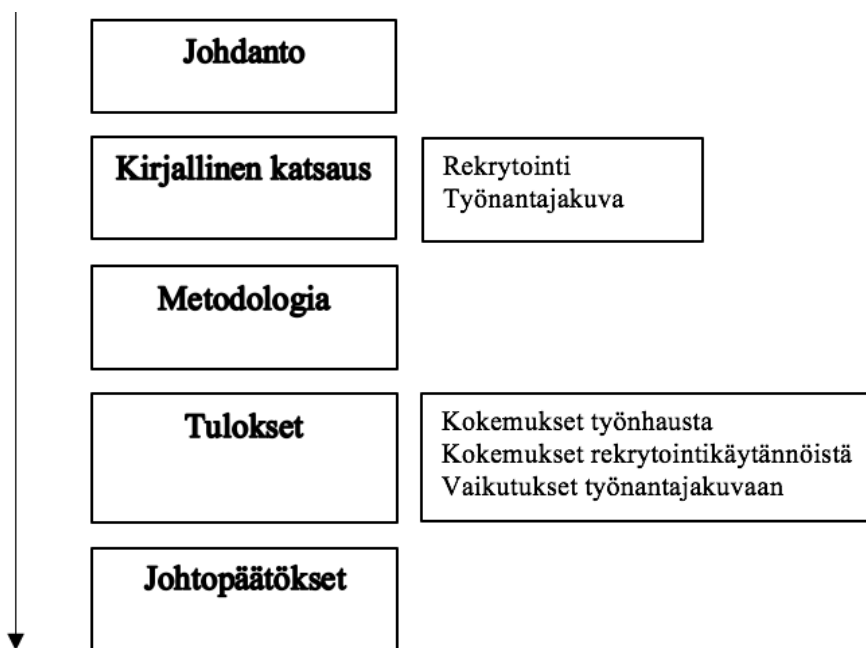 Johdanto
Kirjallinen katsaus
Rekrytointi
Työnantajakuva
Metodologia
Tulokset
Kokemukset työnhausta
Kokemukset rekrytointikäytännöistä
Vaikutukset työnantajakuvaan
Johtopäätökset